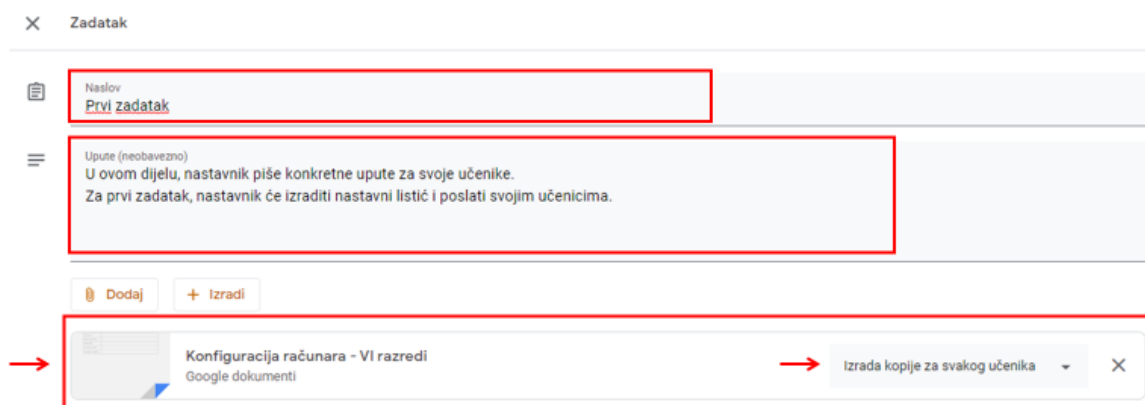 Zadatak
Naslov
Prvi zadatak
Upute (neobavezno)
U ovom dijelu, nastavnik piše konkretne upute za svoje učenike.
Za prvi zadatak, nastavnik će izraditi nastavni listić i poslati svojim učenicima.
Dodaj + Izradi
Konfiguracija računara - VI razredi
Google dokumenti
Izrada kopije za svakog učenika